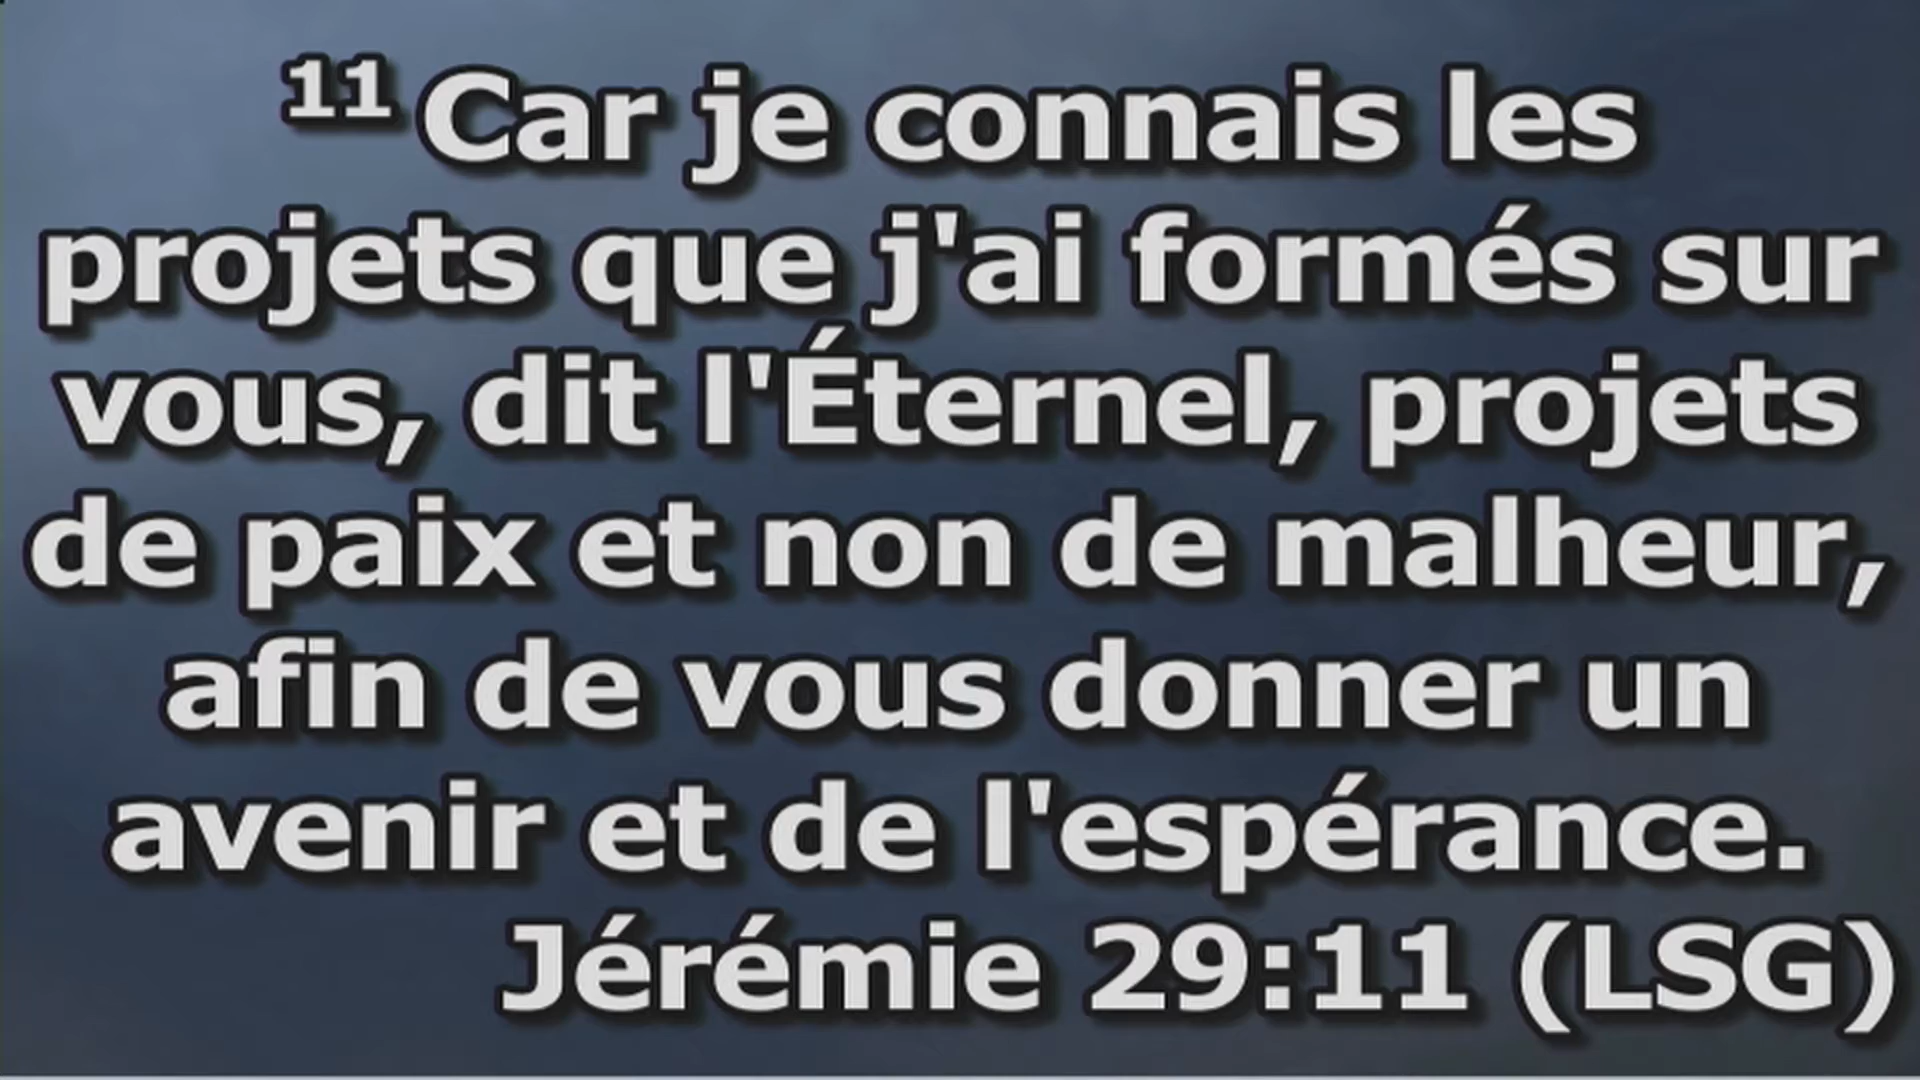 11 Car je connais les
projets que j'ai formés sur
vous, dit l'Éternel, projets
de paix et non de malheur,
afin de vous donner un
avenir et de l'espérance.
Jérémie 29:11 (LSG)